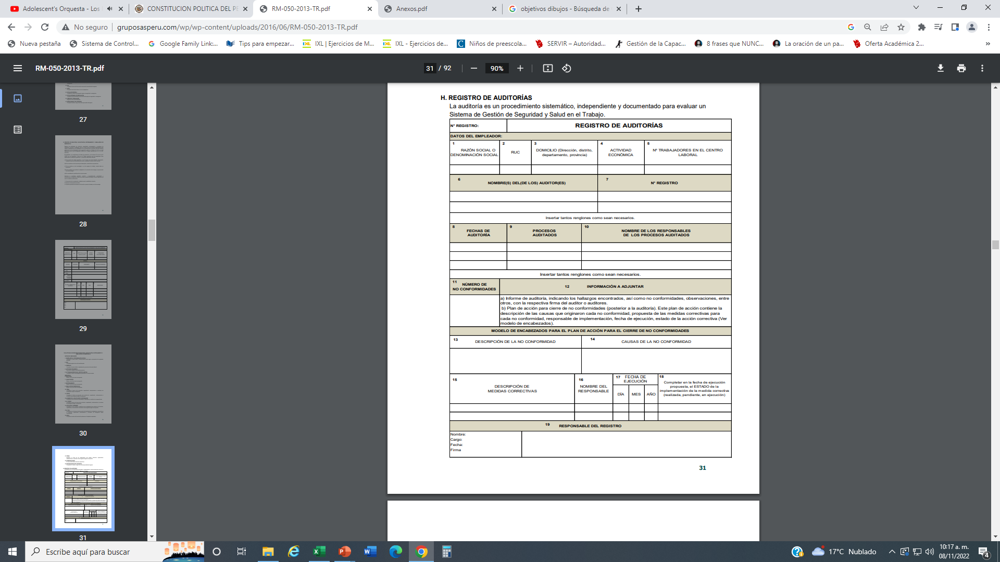 Adolescent's Orquesta - Los
CONSTITUCION POLITICA DEL PE
RM-050-2013-TR.pdf
Anexos.pdf
objetivos dibujos - Búsqueda de
No seguro
gruposasperu.com/wp/wp-content/uploads/2016/06/RM-050-2013-TR.pdf
Nueva pestaña
Sistema de Control...
Google Family Link:...
Tips para empezar...
IXL | Ejercicios de M...
IXL - Ejercicios de...
Niños de preescola...
SERVIR – Autoridad...
Gestión de la Capac...
8 frases que NUNC...
La oración de un pa...
Oferta Académica 2...
RM-050-2013-TR.pdf
31 / 92
90%
27
28
29
30
31
H. REGISTRO DE AUDITORÍAS
La auditoría es un procedimiento sistemático, independiente y documentado para evaluar un
Sistema de Gestión de Seguridad y Salud en el Trabajo.
N° REGISTRO:
REGISTRO DE AUDITORÍAS
DATOS DEL EMPLEADOR:
1
RAZÓN SOCIAL O
DENOMINACIÓN SOCIAL
2
RUC
3
DOMICILIO (Dirección, distrito,
departamento, provincia)
4
ACTIVIDAD
ECONÓMICA
5
Nº TRABAJADORES EN EL CENTRO
LABORAL
6
NOMBRE(S) DEL(DE LOS) AUDITOR(ES)
7
N° REGISTRO
Insertar tantos renglones como sean necesarios.
8
FECHAS DE
AUDITORÍA
9
PROCESOS
AUDITADOS
10
NOMBRE DE LOS RESPONSABLES
DE LOS PROCESOS AUDITADOS
Insertar tantos renglones como sean necesarios.
11
NÚMERO DE
NO CONFORMIDADES
12 INFORMACIÓN A ADJUNTAR
a) Informe de auditoría, indicando los hallazgos encontrados, así como no conformidades, observaciones, entre
otros, con la respectiva firma del auditor o auditores.
b) Plan de acción para cierre de no conformidades (posterior a la auditoría). Este plan de acción contiene la
descripción de las causas que originaron cada no conformidad, propuesta de las medidas correctivas para
cada no conformidad, responsable de implementación, fecha de ejecución, estado de la acción correctiva (Ver
modelo de encabezados).
MODELO DE ENCABEZADOS PARA EL PLAN DE ACCIÓN PARA EL CIERRE DE NO CONFORMIDADES
13 DESCRIPCIÓN DE LA NO CONFORMIDAD
14 CAUSAS DE LA NO CONFORMIDAD
15
DESCRIPCIÓN DE
MEDIDAS CORRECTIVAS
16
NOMBRE DEL
RESPONSABLE
17 FECHA DE
EJECUCIÓN
DÍA
MES
AÑO
18
Completar en la fecha de ejecución
propuesta, el ESTADO de la
implementación de la medida correctiva
(realizada, pendiente, en ejecución)
19 RESPONSABLE DEL REGISTRO
Nombre:
Cargo:
Fecha:
Firma
31
Escribe aquí para buscar
17°C Nublado
10:17 a. m.
08/11/2022
4